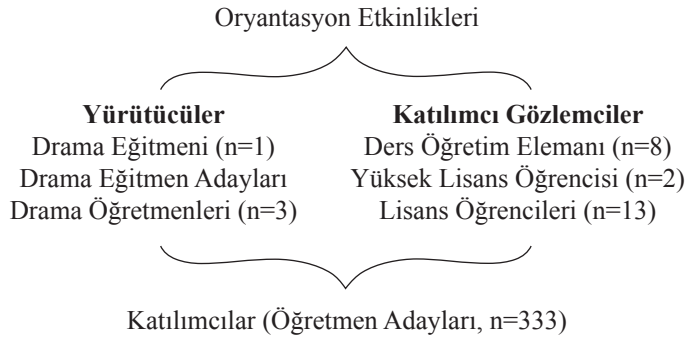 Oryantasyon Etkinlikleri
Yürütücüler
Drama Eğitmeni (n=1)
Drama Eğitmen Adayları
Drama Öğretmenleri (n=3)
Katılımcı Gözlemciler
Ders Öğretim Elemanı (n=8)
Yüksek Lisans Öğrencisi (n=2)
Lisans Öğrencileri (n=13)
Katılımcılar (Öğretmen Adayları, n=333)